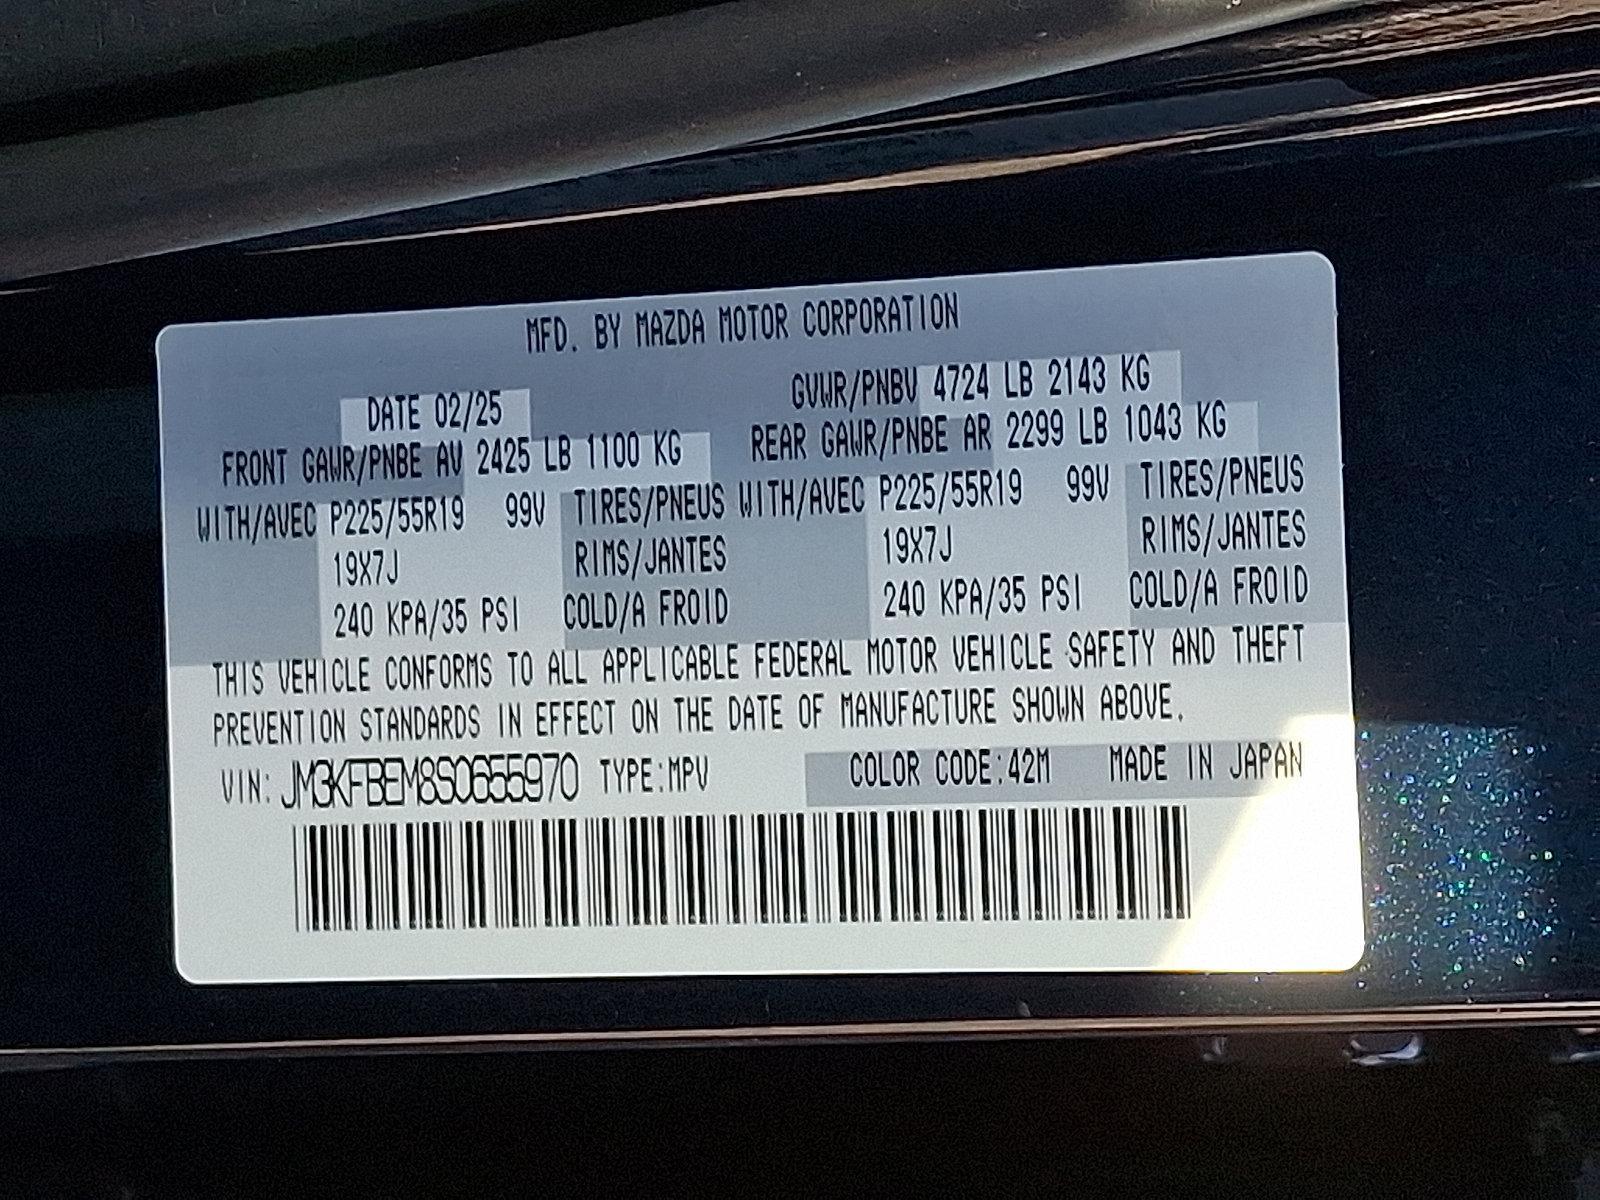 MFD. BY MAZDA MOTOR CORPORATION
DATE 02/25 GVWR/PNBV 4724 LB 2143 KG
FRONT GAWR/PNBE AV 2425 LB 1100 KG REAR GAWR/PNBE AR 2299 LB 1043 KG
WITH/AVEC P225/55R19 99V TIRES/PNEUS WITH/AVEC P225/55R19 99V TIRES/PNEUS
19X7J RIMS/JANTES 19X7J RIMS/JANTES
240 KPA/35 PSI COLD/A FROID 240 KPA/35 PSI COLD/A FROID
THIS VEHICLE CONFORMS TO ALL APPLICABLE FEDERAL MOTOR VEHICLE SAFETY AND THEFT
PREVENTION STANDARDS IN EFFECT ON THE DATE OF MANUFACTURE SHOWN ABOVE.
VIN: JM3KFBEM8S0655970 TYPE:MPV COLOR CODE:42M MADE IN JAPAN